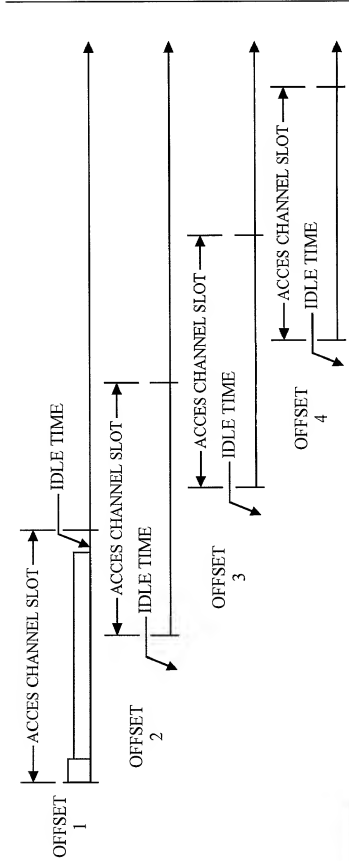 OFFSET
1
ACCES CHANNEL SLOT
IDLE TIME
OFFSET
2
ACCES CHANNEL SLOT
IDLE TIME
OFFSET
3
ACCES CHANNEL SLOT
IDLE TIME
OFFSET
4
ACCES CHANNEL SLOT
IDLE TIME